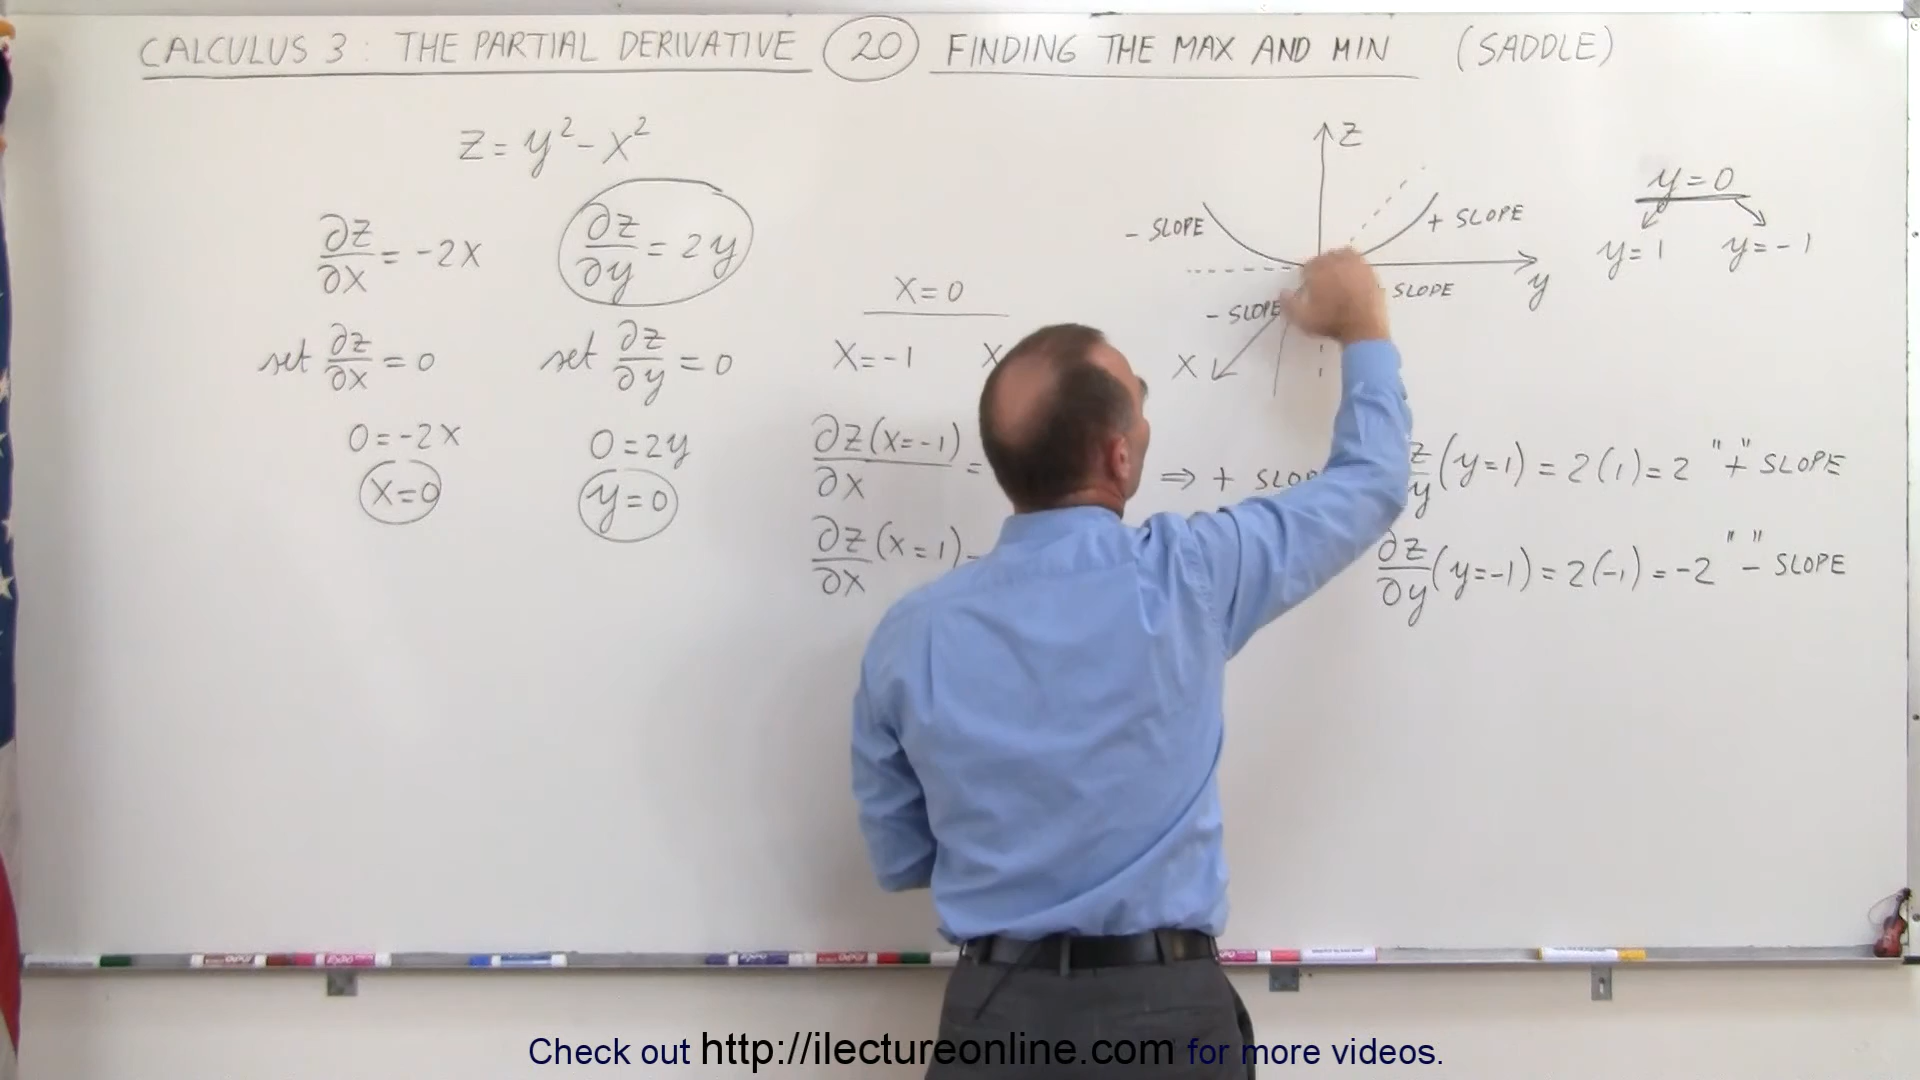 CALCULUS 3: THE PARTIAL DERIVATIVE 20 FINDING THE MAX AND MIN (SADDLE)
z = y² - x²
∂z/∂x = -2x
∂z/∂y = 2y
set ∂z/∂x = 0
set ∂z/∂y = 0
0 = -2x
0 = 2y
x=0
y=0
x=0
x=-1 x
∂z(x=-1)/∂x =
⇒ + SLOP
∂z/∂x (x=1)
z
- SLOPE
+ SLOPE
y
- SLOPE
SLOPE
x
y=0
y=1 y=-1
z/y (y=1) = 2(1) = 2 "+" SLOPE
∂z/∂y (y=-1) = 2(-1) = -2 "-" SLOPE
Check out http://ilectureonline.com for more videos.